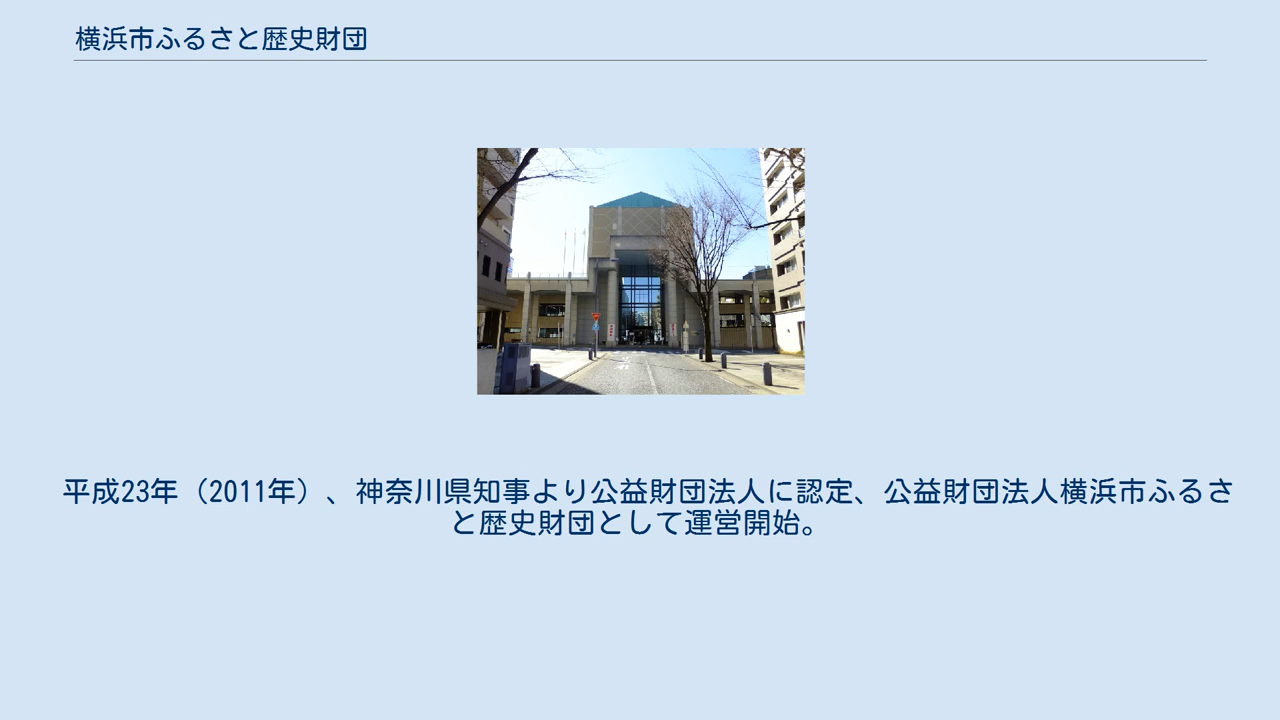 横浜市ふるさと歴史財団
平成23年（2011年）、神奈川県知事より公益財団法人に認定、公益財団法人横浜市ふるさ
と歴史財団として運営開始。